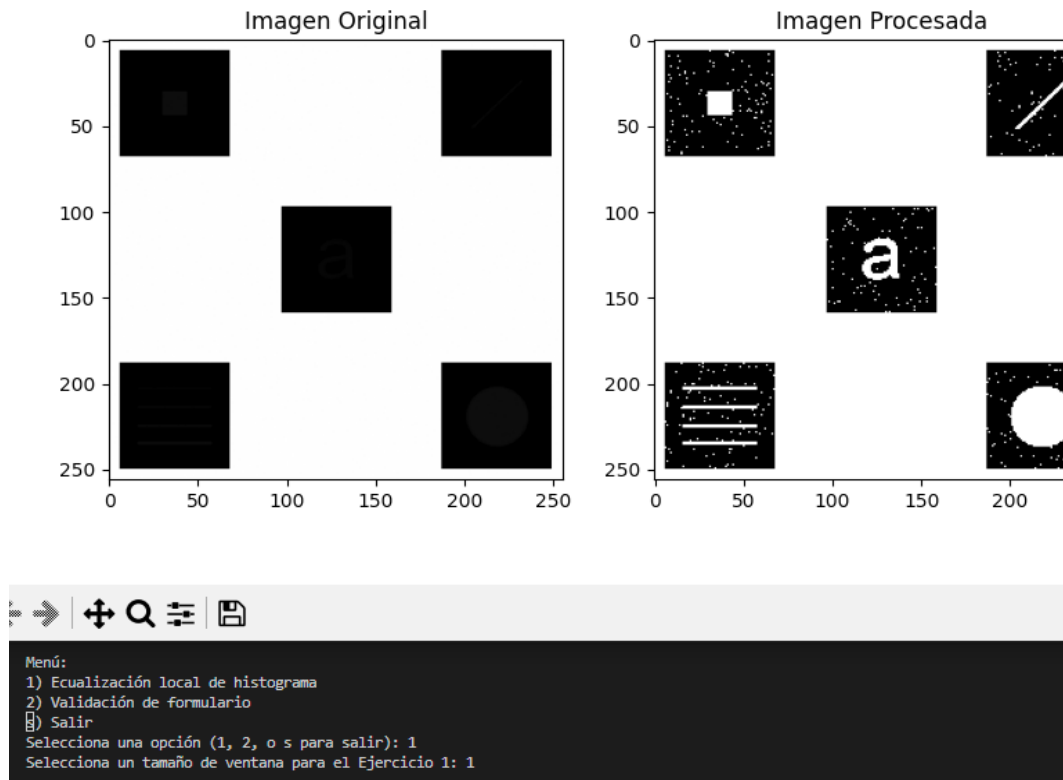 Imagen Original
Imagen Procesada
0
50
100
150
200
250
0
50
100
150
200
250
a
0
50
100
150
200
250
a
0
50
100
150
200
Menú:
1) Ecualización local de histograma
2) Validación de formulario
s) Salir
Selecciona una opción (1, 2, o s para salir): 1
Selecciona un tamaño de ventana para el Ejercicio 1: 1